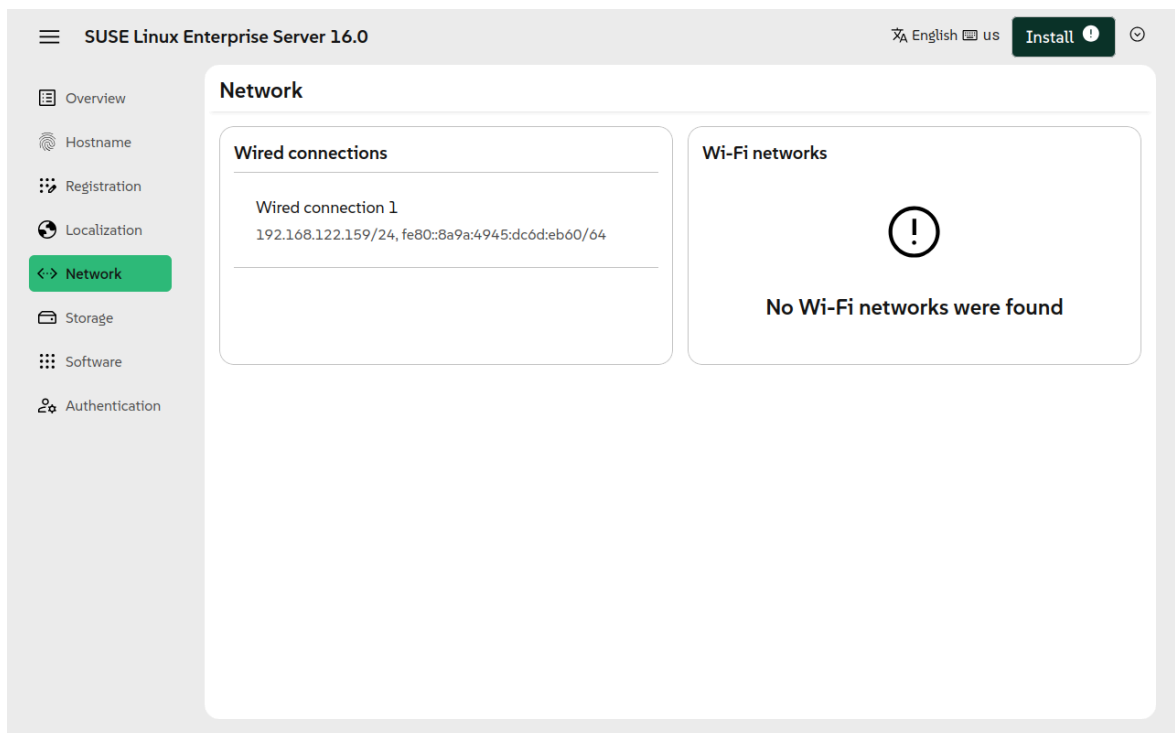 SUSE Linux Enterprise Server 16.0
English us
Install
Overview
Hostname
Registration
Localization
Network
Storage
Software
Authentication
Network
Wired connections
Wired connection 1
192.168.122.159/24, fe80::8a9a:4945:dc6d:eb60/64
Wi-Fi networks
No Wi-Fi networks were found